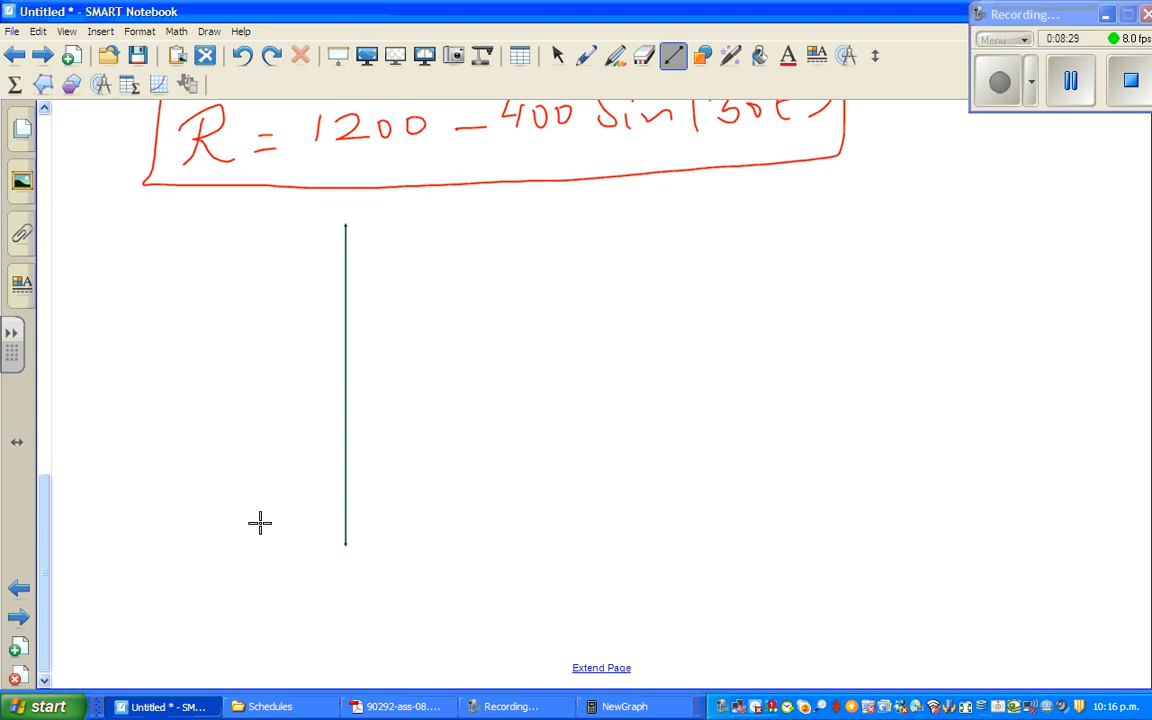 Untitled * - SMART Notebook
Recording...
File Edit View Insert Format Math Draw Help
Menu
0:08:29
8.0 fps
R = 1200 - 400 Sin (30t)
Extend Page
start
Untitled * - SM...
Schedules
90292-ass-08....
Recording...
NewGraph
10:16 p.m.